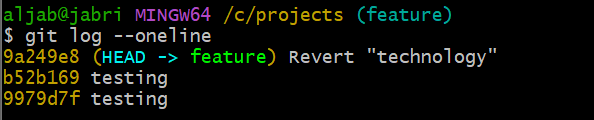 aljab@jabri MINGW64 /c/projects (feature)
$ git log --oneline
9a249e8 (HEAD -> feature) Revert "technology"
b52b169 testing
9979d7f testing